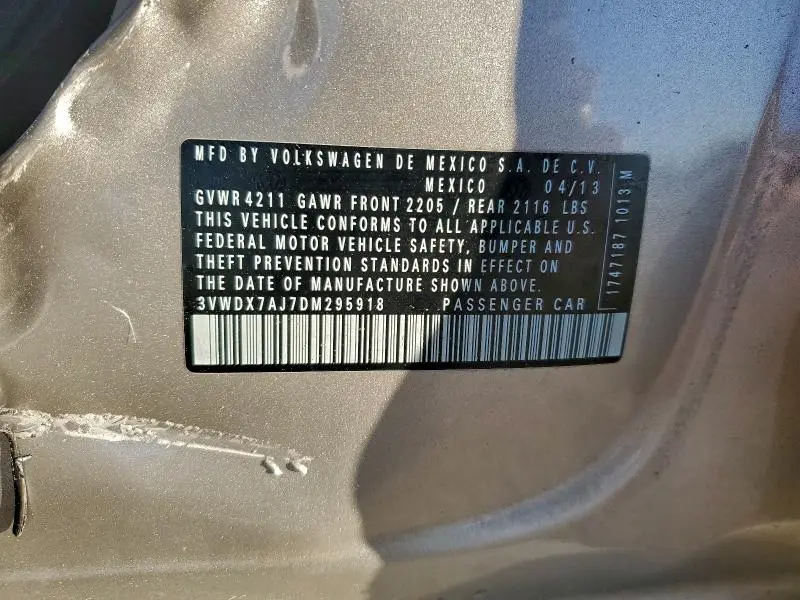 MFD BY VOLKSWAGEN DE MEXICO S.A. DE C.V.
MEXICO 04/13
GVWR 4211 GAWR FRONT 2205 / REAR 2116 LBS
THIS VEHICLE CONFORMS TO ALL APPLICABLE U.S.
FEDERAL MOTOR VEHICLE SAFETY, BUMPER AND
THEFT PREVENTION STANDARDS IN EFFECT ON
THE DATE OF MANUFACTURE SHOWN ABOVE.
3VWDX7AJ7DM295918 PASSENGER CAR
1747187 1013 M